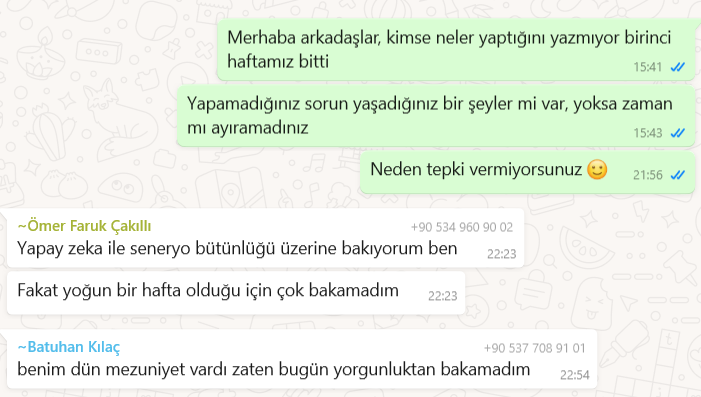 Merhaba arkadaşlar, kimse neler yaptığını yazmıyor birinci
haftamız bitti
15:41
Yapamadığınız sorun yaşadığınız bir şeyler mi var, yoksa zaman
mı ayıramadınız
15:43
Neden tepki vermiyorsunuz 🙂
21:56
~Ömer Faruk Çakıllı +90 534 960 90 02
Yapay zeka ile seneryo bütünlüğü üzerine bakıyorum ben
22:23
Fakat yoğun bir hafta olduğu için çok bakamadım
22:23
~Batuhan Kılaç +90 537 708 91 01
benim dün mezuniyet vardı zaten bugün yorgunluktan bakamadım
22:54